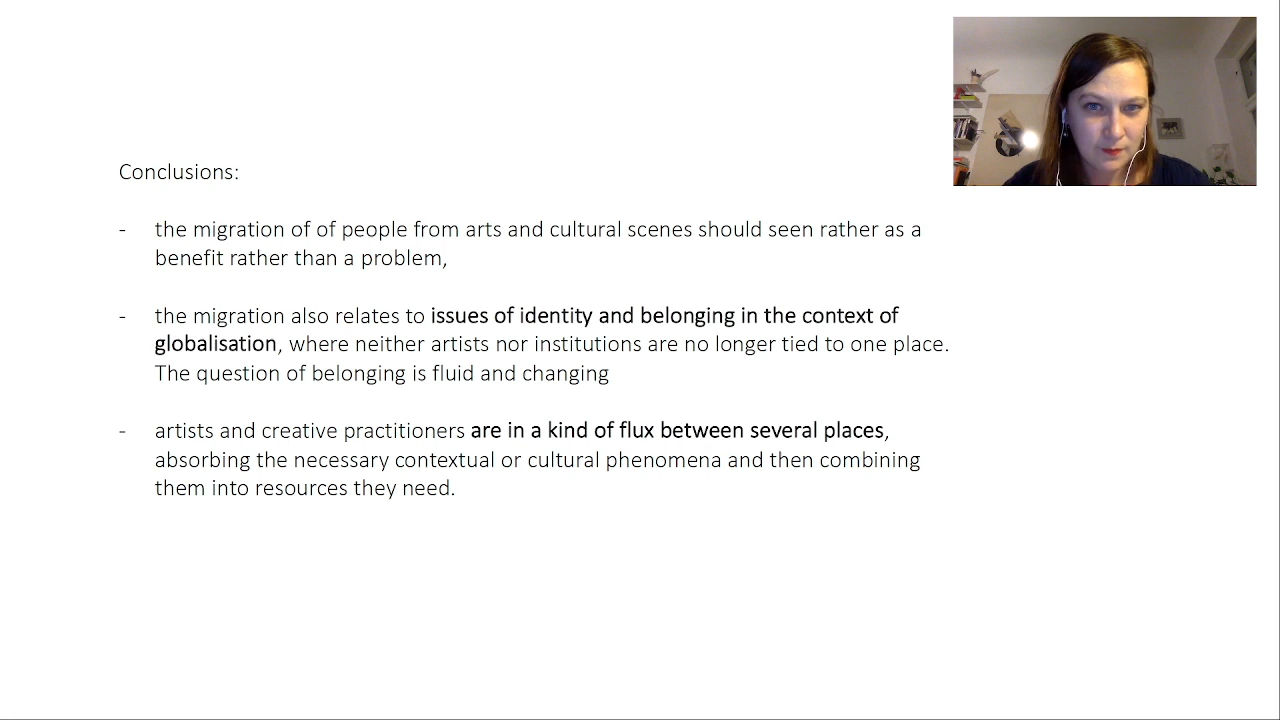 Conclusions:
- the migration of of people from arts and cultural scenes should seen rather as a
benefit rather than a problem,
- the migration also relates to issues of identity and belonging in the context of
globalisation, where neither artists nor institutions are no longer tied to one place.
The question of belonging is fluid and changing
- artists and creative practitioners are in a kind of flux between several places,
absorbing the necessary contextual or cultural phenomena and then combining
them into resources they need.